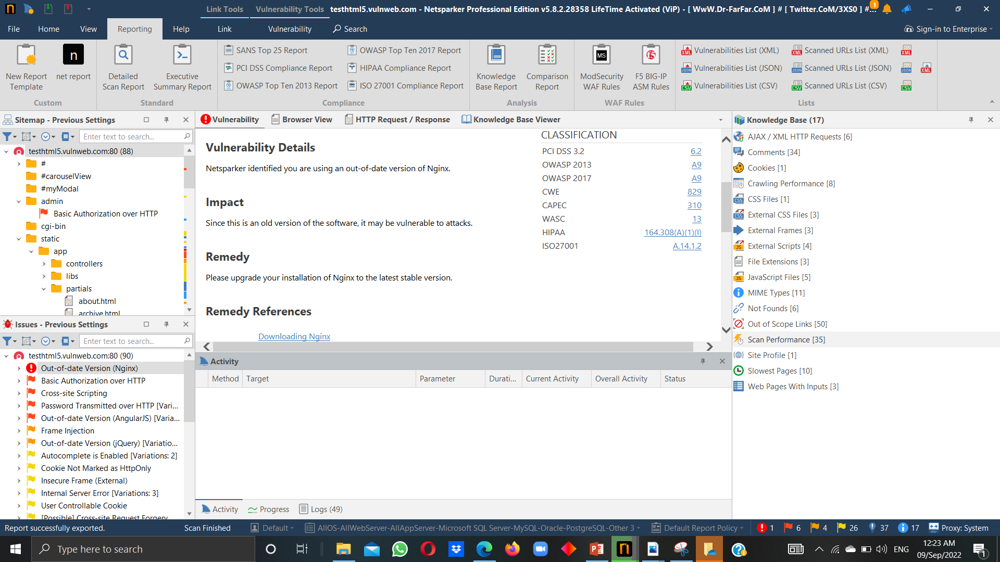 Link Tools
Vulnerability Tools
testhtml5.vulnweb.com - Netsparker Professional Edition v5.8.2.28358 LifeTime Activated (ViP) - [ WwW.Dr-FarFar.CoM ] # [ Twitter.CoM/3XS0 ] #...
1
File
Home
View
Reporting
Help
Link
Vulnerability
Search
Sign-in to Enterprise
New Report Template
net report
Custom
Detailed Scan Report
Executive Summary Report
Standard
SANS Top 25 Report
PCI DSS Compliance Report
OWASP Top Ten 2013 Report
OWASP Top Ten 2017 Report
HIPAA Compliance Report
ISO 27001 Compliance Report
Compliance
Knowledge Base Report
Comparison Report
Analysis
ModSecurity WAF Rules
F5 BIG-IP ASM Rules
WAF Rules
Vulnerabilities List (XML)
Vulnerabilities List (JSON)
Vulnerabilities List (CSV)
Scanned URLs List (XML)
Scanned URLs List (JSON)
Scanned URLs List (CSV)
Lists
Sitemap - Previous Settings
Enter text to search...
testhtml5.vulnweb.com:80 (88)
#
#carouselView
#myModal
admin
Basic Authorization over HTTP
cgi-bin
static
app
controllers
libs
partials
about.html
archive.html
Issues - Previous Settings
Enter text to search...
testhtml5.vulnweb.com:80 (90)
Out-of-date Version (Nginx)
Basic Authorization over HTTP
Cross-site Scripting
Password Transmitted over HTTP [Vari...
Out-of-date Version (AngularJS) [Varia...
Frame Injection
Out-of-date Version (jQuery) [Variatio...
Autocomplete is Enabled [Variations: 2]
Cookie Not Marked as HttpOnly
Insecure Frame (External)
Internal Server Error [Variations: 3]
User Controllable Cookie
[Possible] Cross-site Request Forgery
Vulnerability
Browser View
HTTP Request / Response
Knowledge Base Viewer
Vulnerability Details
Netsparker identified you are using an out-of-date version of Nginx.
Impact
Since this is an old version of the software, it may be vulnerable to attacks.
Remedy
Please upgrade your installation of Nginx to the latest stable version.
Remedy References
Downloading Nginx
CLASSIFICATION
PCI DSS 3.2 6.2
OWASP 2013 A9
OWASP 2017 A9
CWE 829
CAPEC 310
WASC 13
HIPAA 164.308(A)(1)(I)
ISO27001 A.14.1.2
Activity
Method
Target
Parameter
Durati...
Current Activity
Overall Activity
Status
Activity
Progress
Logs (49)
Knowledge Base (17)
AJAX / XML HTTP Requests [6]
Comments [34]
Cookies [1]
Crawling Performance [8]
CSS Files [1]
External CSS Files [3]
External Frames [3]
External Scripts [4]
File Extensions [3]
JavaScript Files [5]
MIME Types [11]
Not Founds [6]
Out of Scope Links [50]
Scan Performance [35]
Site Profile [1]
Slowest Pages [10]
Web Pages With Inputs [3]
Report successfully exported.
Scan Finished
Default
AllOS-AllWebServer-AllAppServer-Microsoft SQL Server-MySQL-Oracle-PostgreSQL-Other 3
Default Report Policy
1
6
4
26
37
17
Proxy: System
Type here to search
ENG
12:23 AM
09/Sep/2022
1